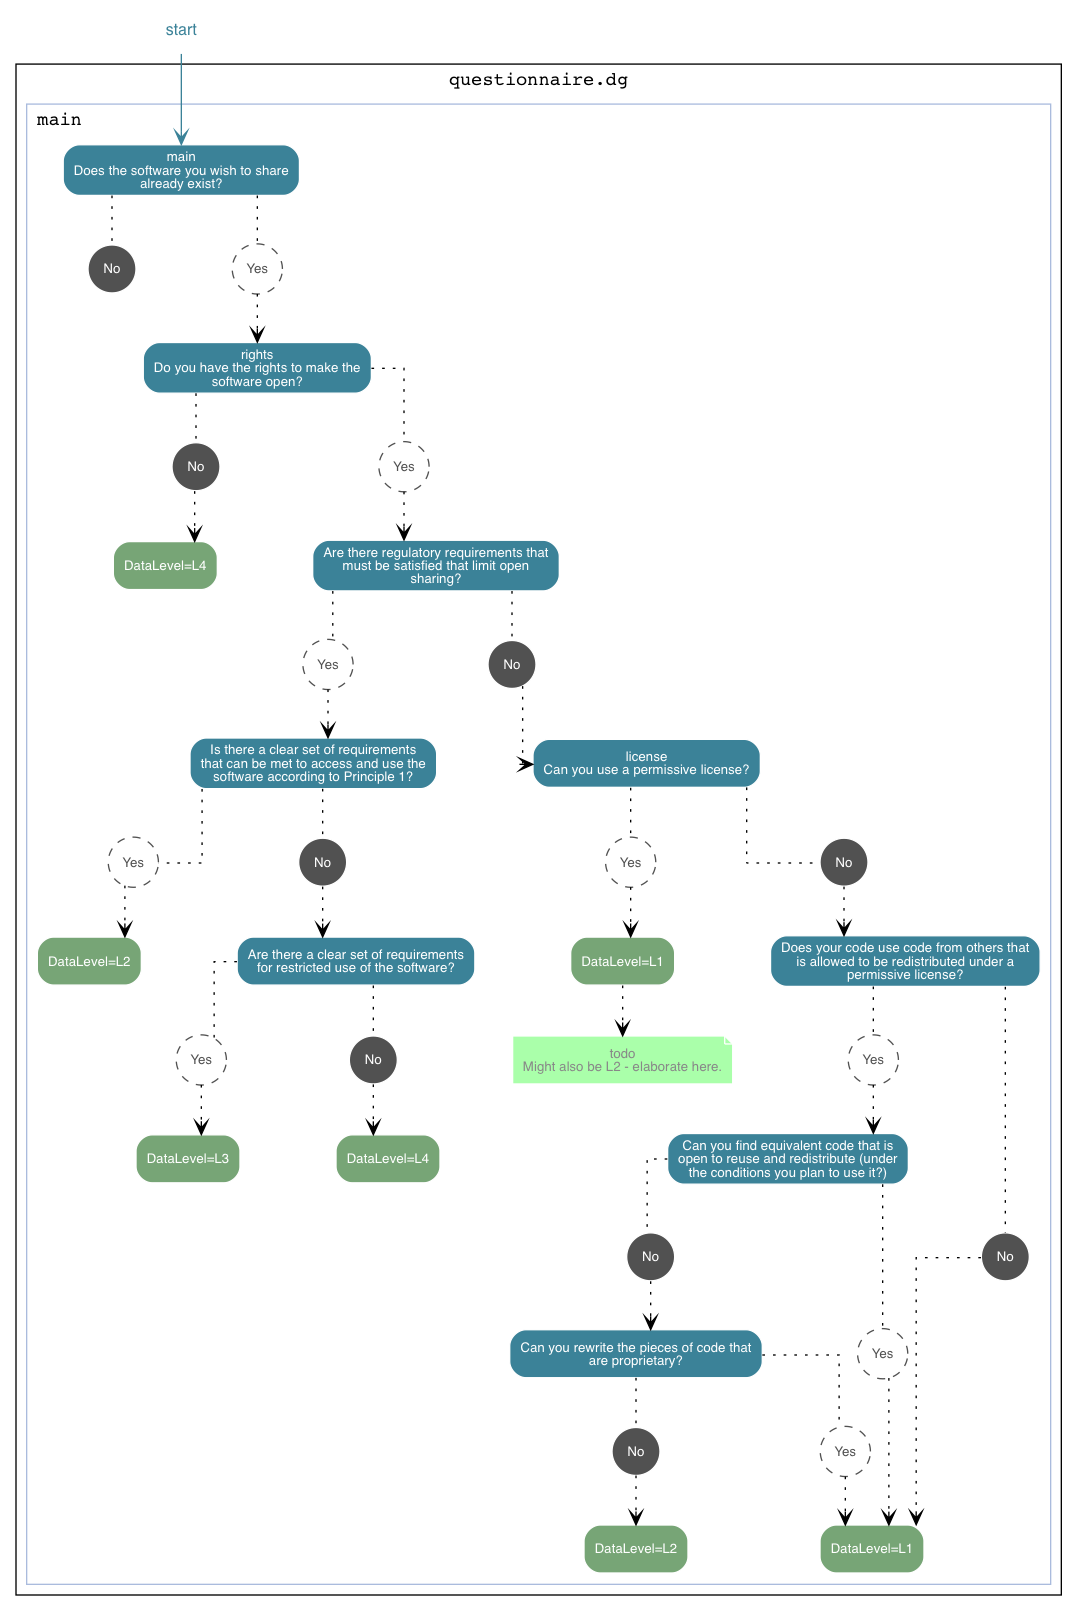 start
questionnaire.dg
main
main
Does the software you wish to share
already exist?
No
Yes
rights
Do you have the rights to make the
software open?
No
Yes
DataLevel=L4
Are there regulatory requirements that
must be satisfied that limit open
sharing?
Yes
No
Is there a clear set of requirements
that can be met to access and use the
software according to Principle 1?
license
Can you use a permissive license?
Yes
No
Yes
No
DataLevel=L2
Are there a clear set of requirements
for restricted use of the software?
DataLevel=L1
Does your code use code from others that
is allowed to be redistributed under a
permissive license?
Yes
No
todo
Might also be L2 - elaborate here.
Yes
DataLevel=L3
DataLevel=L4
Can you find equivalent code that is
open to reuse and redistribute (under
the conditions you plan to use it?)
No
No
Can you rewrite the pieces of code that
are proprietary?
Yes
No
Yes
DataLevel=L2
DataLevel=L1